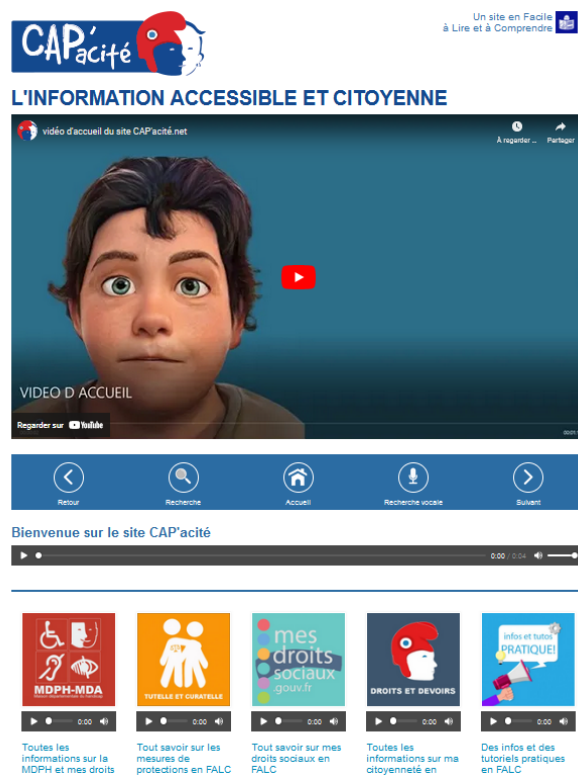 CAP'acité
Un site en Facile
à Lire et à Comprendre
L'INFORMATION ACCESSIBLE ET CITOYENNE
vidéo d'accueil du site CAP'acité.net
À regarder ...
Partager
VIDEO D ACCUEIL
Regarder sur YouTube
Retour
Recherche
Accueil
Recherche vocale
Suivant
Bienvenue sur le site CAP'acité
0:00 / 0:04
MDPH-MDA
TUTELLE ET CURATELLE
mes
droits
sociaux
.gouv.fr
DROITS ET DEVOIRS
infos et tutos
PRATIQUE!
0:00
0:00
0:00
0:00
0:00
Toutes les
informations sur la
MDPH et mes droits
Tout savoir sur les
mesures de
protections en FALC
Tout savoir sur mes
droits sociaux en
FALC
Toutes les
informations sur ma
citoyenneté en
Des infos et des
tutoriels pratiques
en FALC